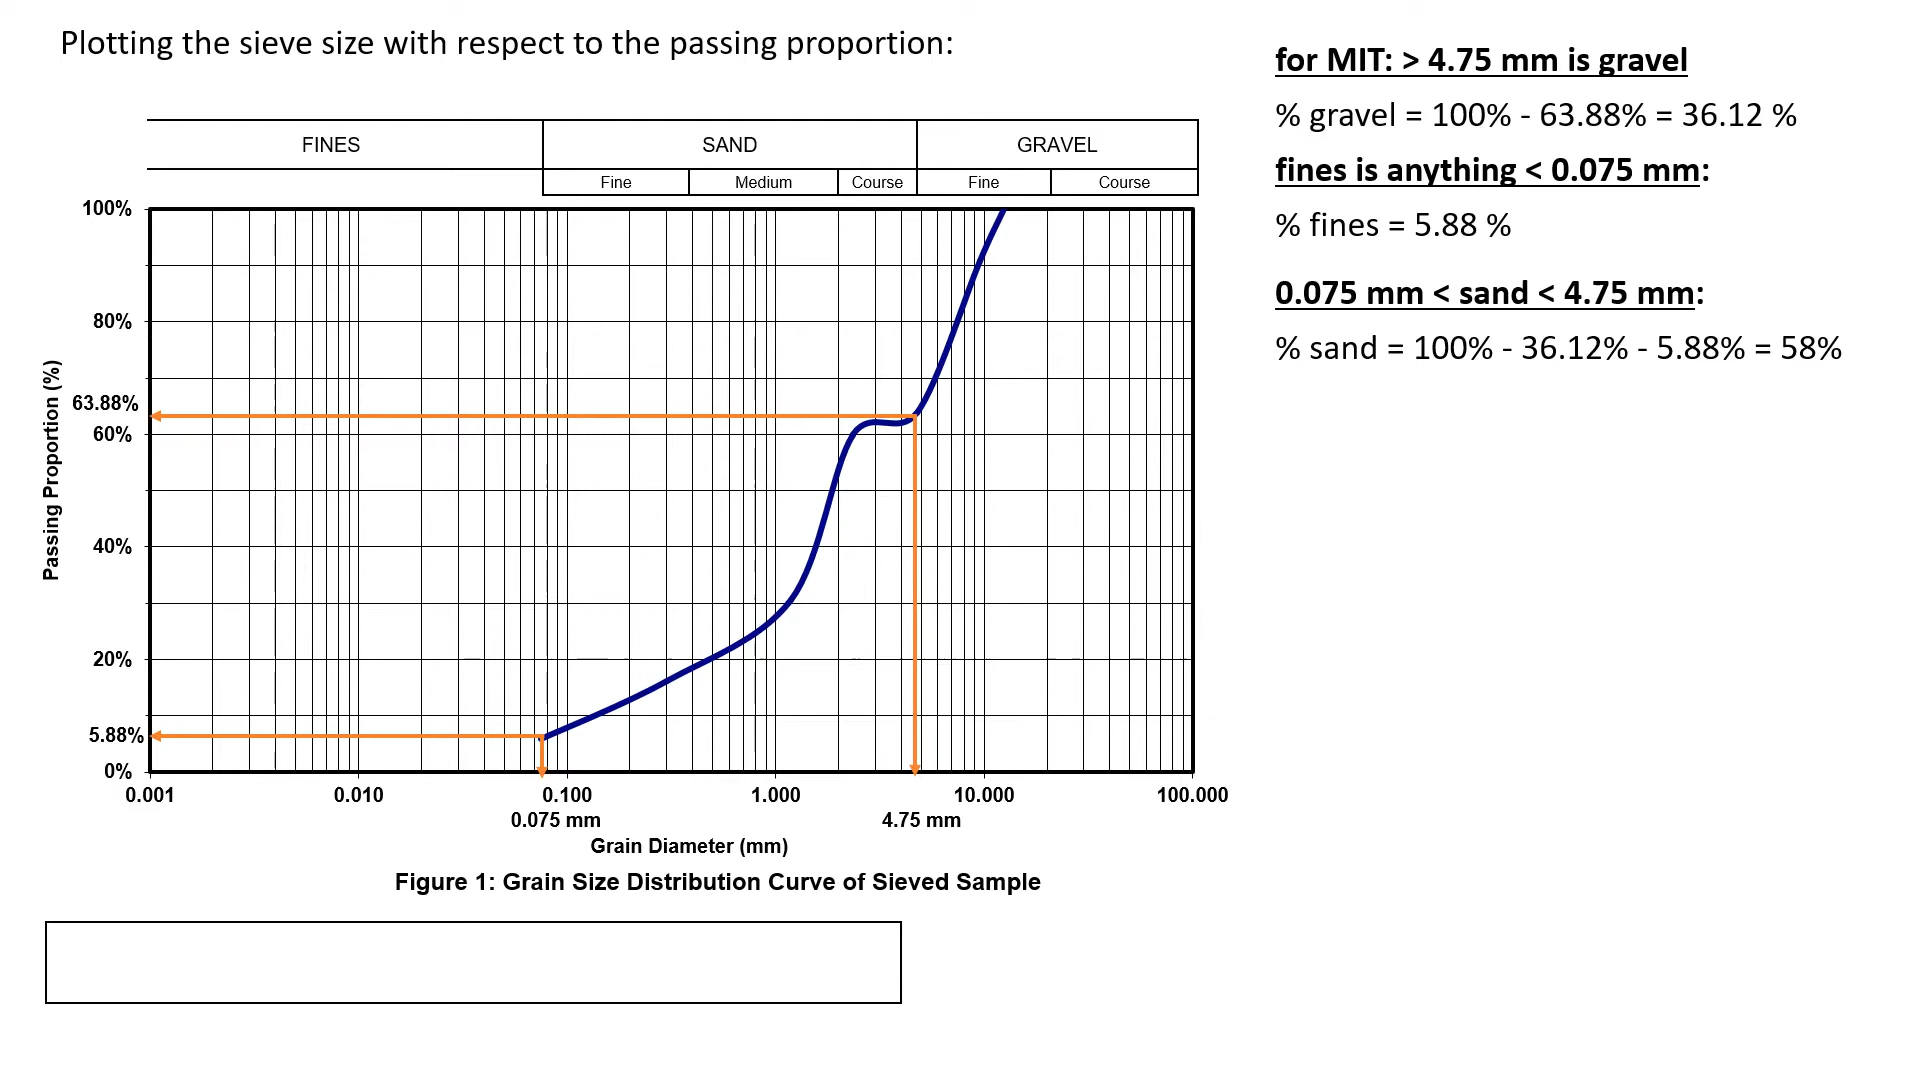 Plotting the sieve size with respect to the passing proportion:
FINES SAND GRAVEL
Fine Medium Course Fine Course
100%
80%
63.88%
60%
40%
20%
5.88%
0%
Passing Proportion (%)
0.001 0.010 0.100 1.000 10.000 100.000
0.075 mm 4.75 mm
Grain Diameter (mm)
Figure 1: Grain Size Distribution Curve of Sieved Sample
for MIT: > 4.75 mm is gravel
% gravel = 100% - 63.88% = 36.12 %
fines is anything < 0.075 mm:
% fines = 5.88 %
0.075 mm < sand < 4.75 mm:
% sand = 100% - 36.12% - 5.88% = 58%